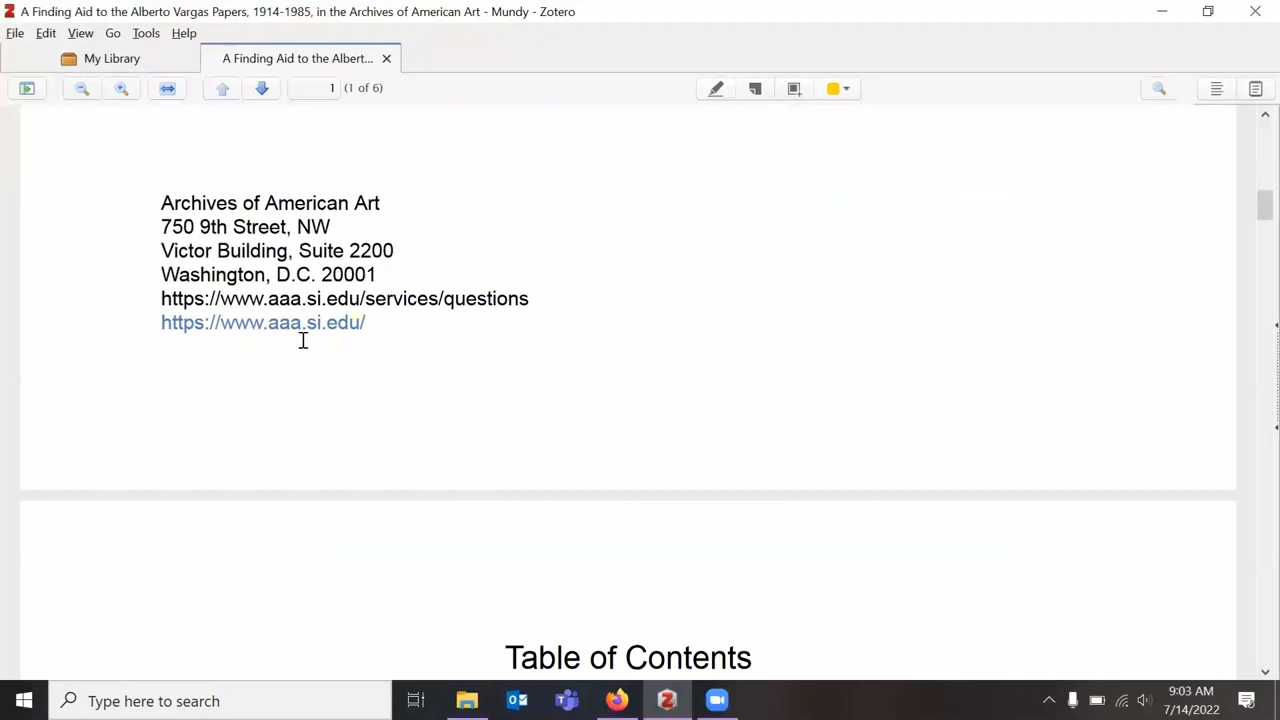 A Finding Aid to the Alberto Vargas Papers, 1914-1985, in the Archives of American Art - Mundy - Zotero
File Edit View Go Tools Help
My Library
A Finding Aid to the Albert...
1 (1 of 6)
Archives of American Art
750 9th Street, NW
Victor Building, Suite 2200
Washington, D.C. 20001
https://www.aaa.si.edu/services/questions
https://www.aaa.si.edu/
Table of Contents
Type here to search
9:03 AM
7/14/2022